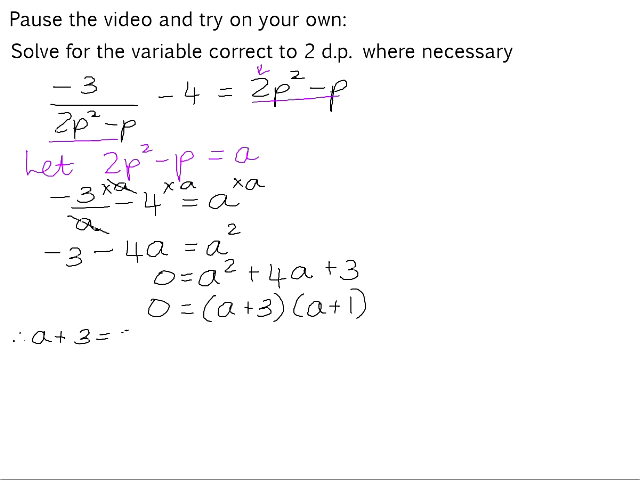 Pause the video and try on your own:
Solve for the variable correct to 2 d.p. where necessary
-3/(2p²-p) - 4 = 2p²-p
Let 2p²-p = a
-3×a/a - 4×a = a×a
-3 - 4a = a²
0 = a² + 4a + 3
0 = (a+3)(a+1)
∴ a+3 =